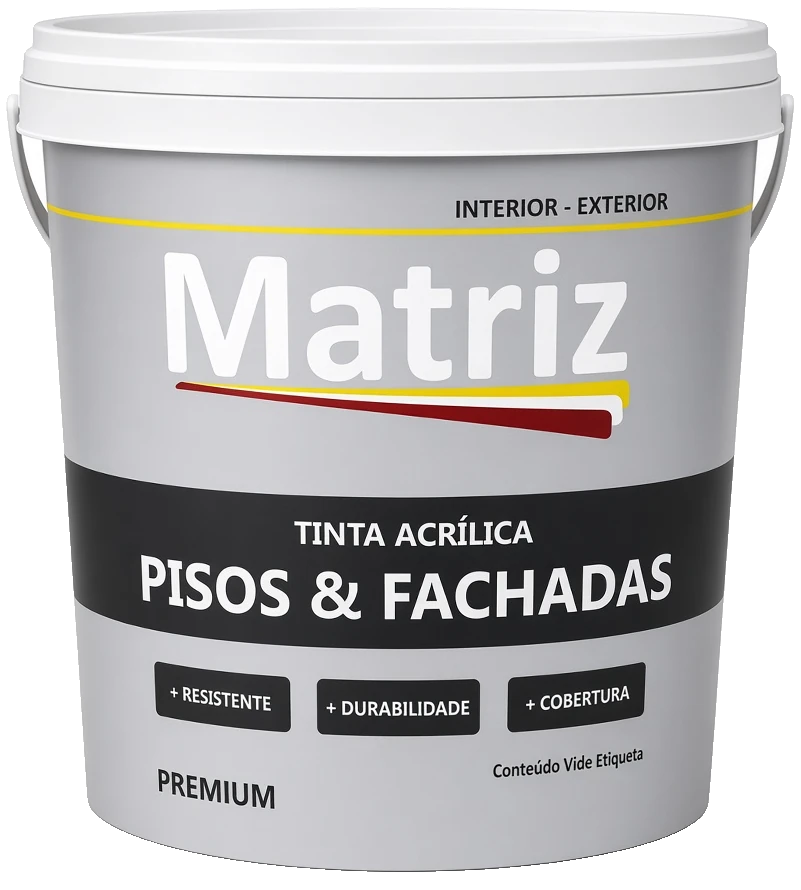 INTERIOR - EXTERIOR
Matriz
TINTA ACRÍLICA
PISOS & FACHADAS
+ RESISTENTE
+ DURABILIDADE
+ COBERTURA
Conteúdo Vide Etiqueta
PREMIUM